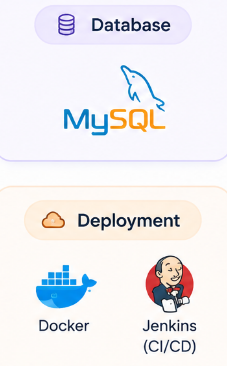 Database
MySQL
Deployment
Docker
Jenkins
(CI/CD)